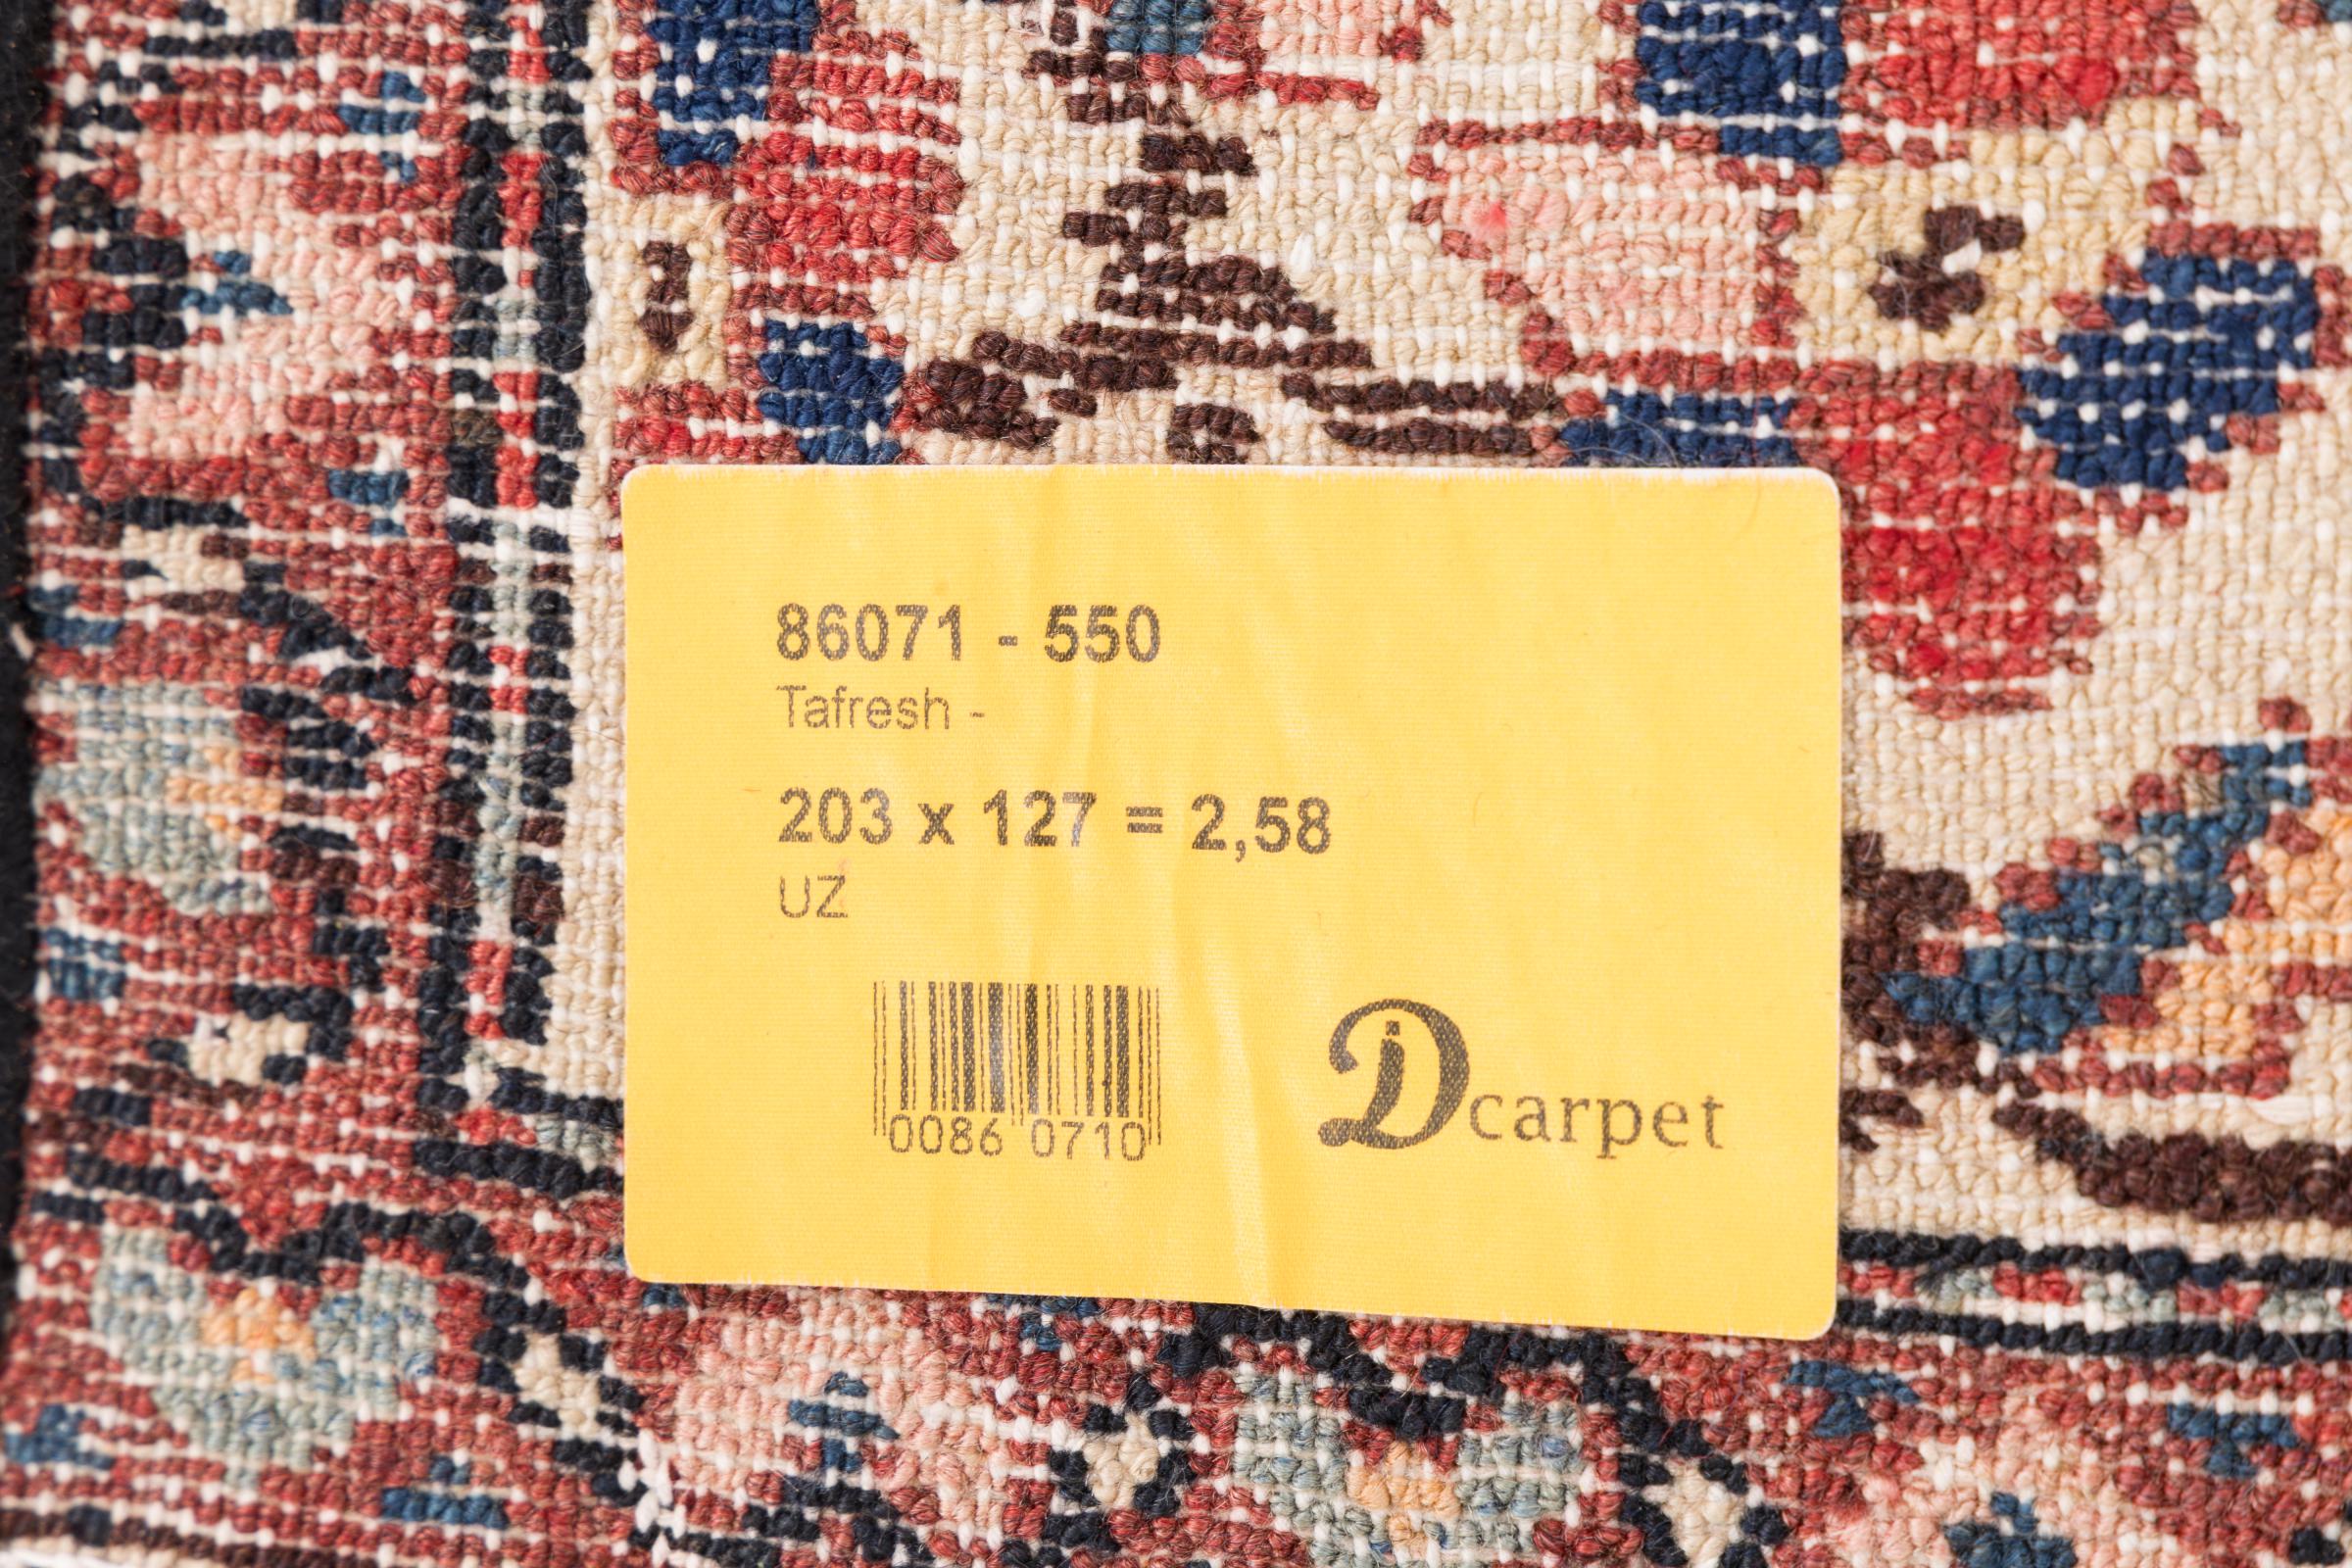 86071 - 550
Tafresh -
203 x 127 = 2,58
UZ
0086 0710
Dcarpet